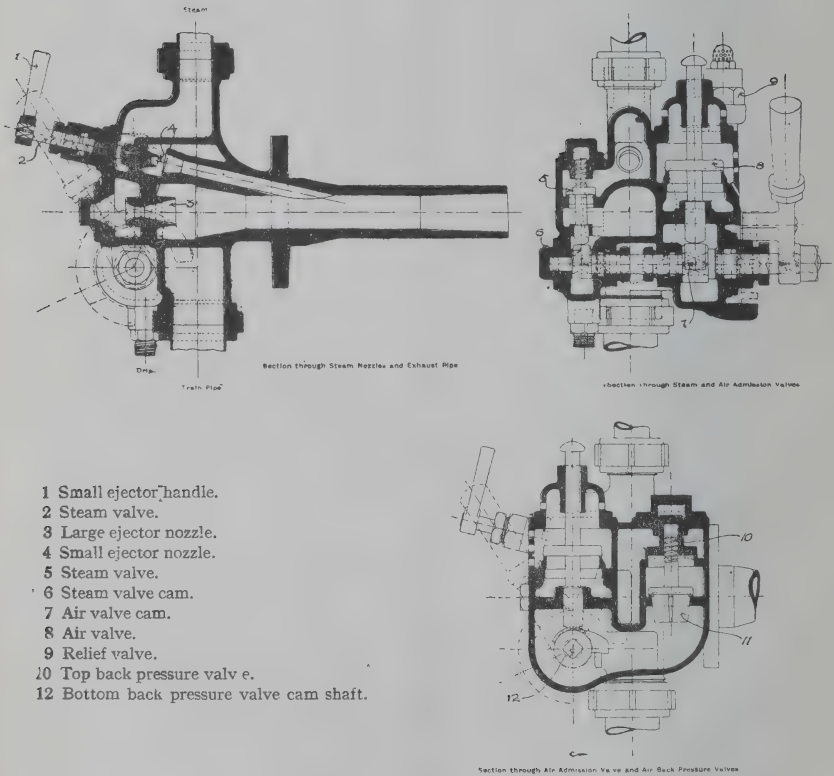 Steam
1
2
4
3
Drip.
Train Pipe
Section through Steam Nozzles and Exhaust Pipe
9
8
5
6
7
Section through Steam and Air Admission Valves
1 Small ejector handle.
2 Steam valve.
3 Large ejector nozzle.
4 Small ejector nozzle.
5 Steam valve.
6 Steam valve cam.
7 Air valve cam.
8 Air valve.
9 Relief valve.
10 Top back pressure valv e.
12 Bottom back pressure valve cam shaft.
10
11
12
Section through Air Admission Valve and Air Back Pressure Valves